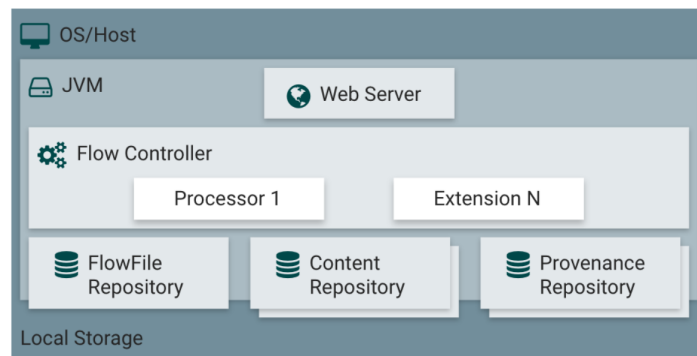 OS/Host
JVM
Web Server
Flow Controller
Processor 1
Extension N
FlowFile
Repository
Content
Repository
Provenance
Repository
Local Storage